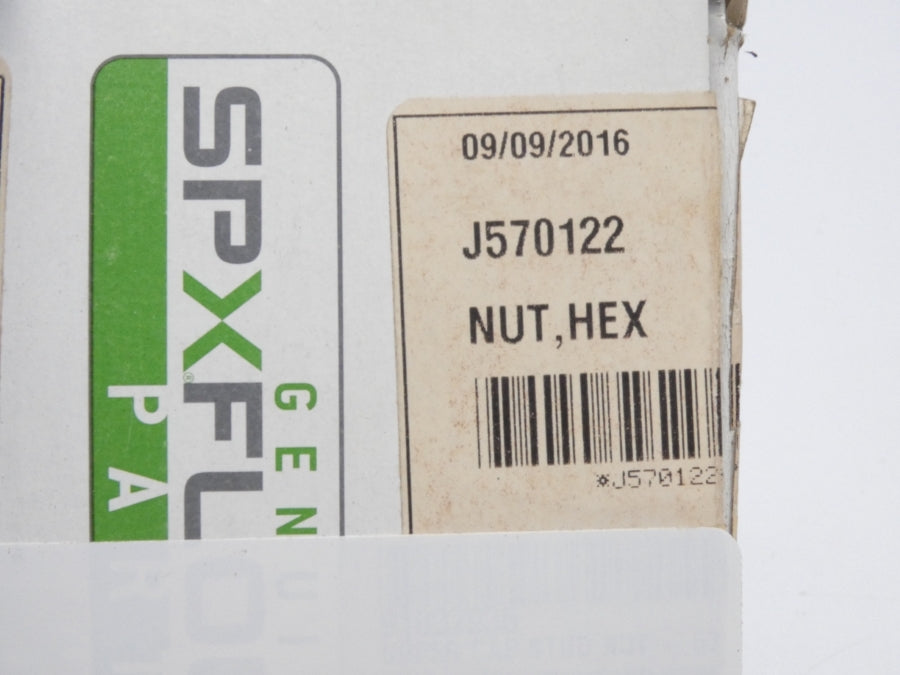 SPXFL
GEN
PA
09/09/2016
J570122
NUT,HEX
*J570122